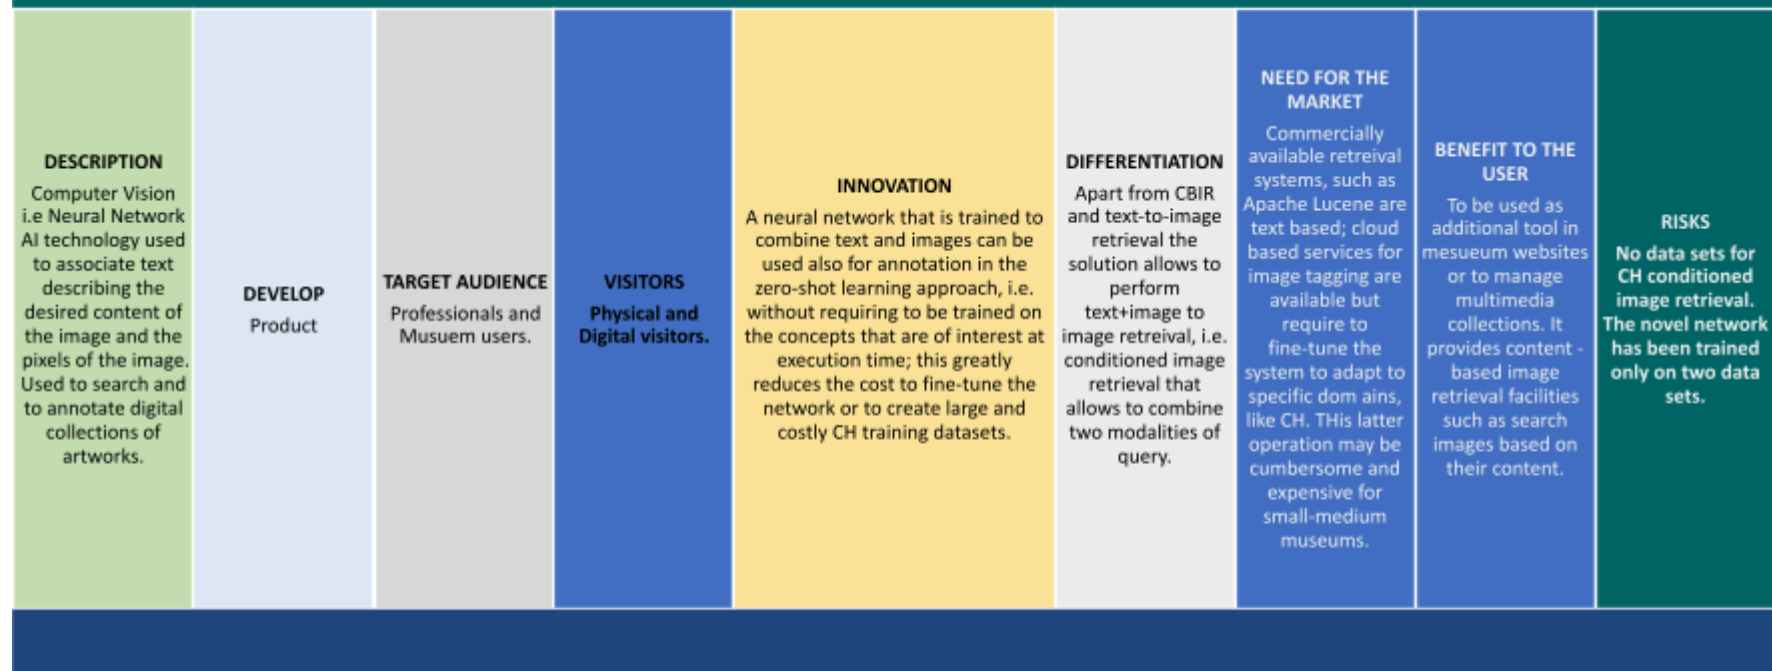 DESCRIPTION
Computer Vision
i.e Neural Network
AI technology used
to associate text
describing the
desired content of
the image and the
pixels of the image.
Used to search and
to annotate digital
collections of
artworks.
DEVELOP
Product
TARGET AUDIENCE
Professionals and
Musuem users.
VISITORS
Physical and
Digital visitors.
INNOVATION
A neural network that is trained to
combine text and images can be
used also for annotation in the
zero-shot learning approach, i.e.
without requiring to be trained on
the concepts that are of interest at
execution time; this greatly
reduces the cost to fine-tune the
network or to create large and
costly CH training datasets.
DIFFERENTIATION
Apart from CBIR
and text-to-image
retrieval the
solution allows to
perform
text+image to
image retreival, i.e.
conditioned image
retrieval that
allows to combine
two modalities of
query.
NEED FOR THE
MARKET
Commercially
available retreival
systems, such as
Apache Lucene are
text based; cloud
based services for
image tagging are
available but
require to
fine-tune the
system to adapt to
specific dom ains,
like CH. THis latter
operation may be
cumbersome and
expensive for
small-medium
museums.
BENEFIT TO THE
USER
To be used as
additional tool in
mesueum websites
or to manage
multimedia
collections. It
provides content -
based image
retrieval facilities
such as search
images based on
their content.
RISKS
No data sets for
CH conditioned
image retrieval.
The novel network
has been trained
only on two data
sets.